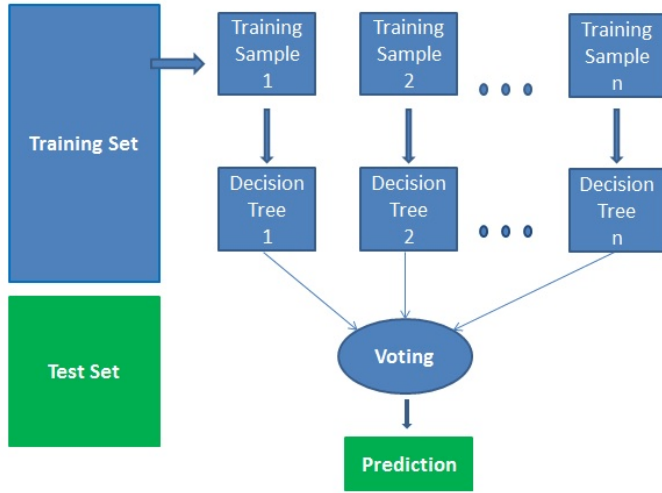 Training Set
Training
Sample
1
Training
Sample
2
Training
Sample
n
Decision
Tree
1
Decision
Tree
2
Decision
Tree
n
Test Set
Voting
Prediction